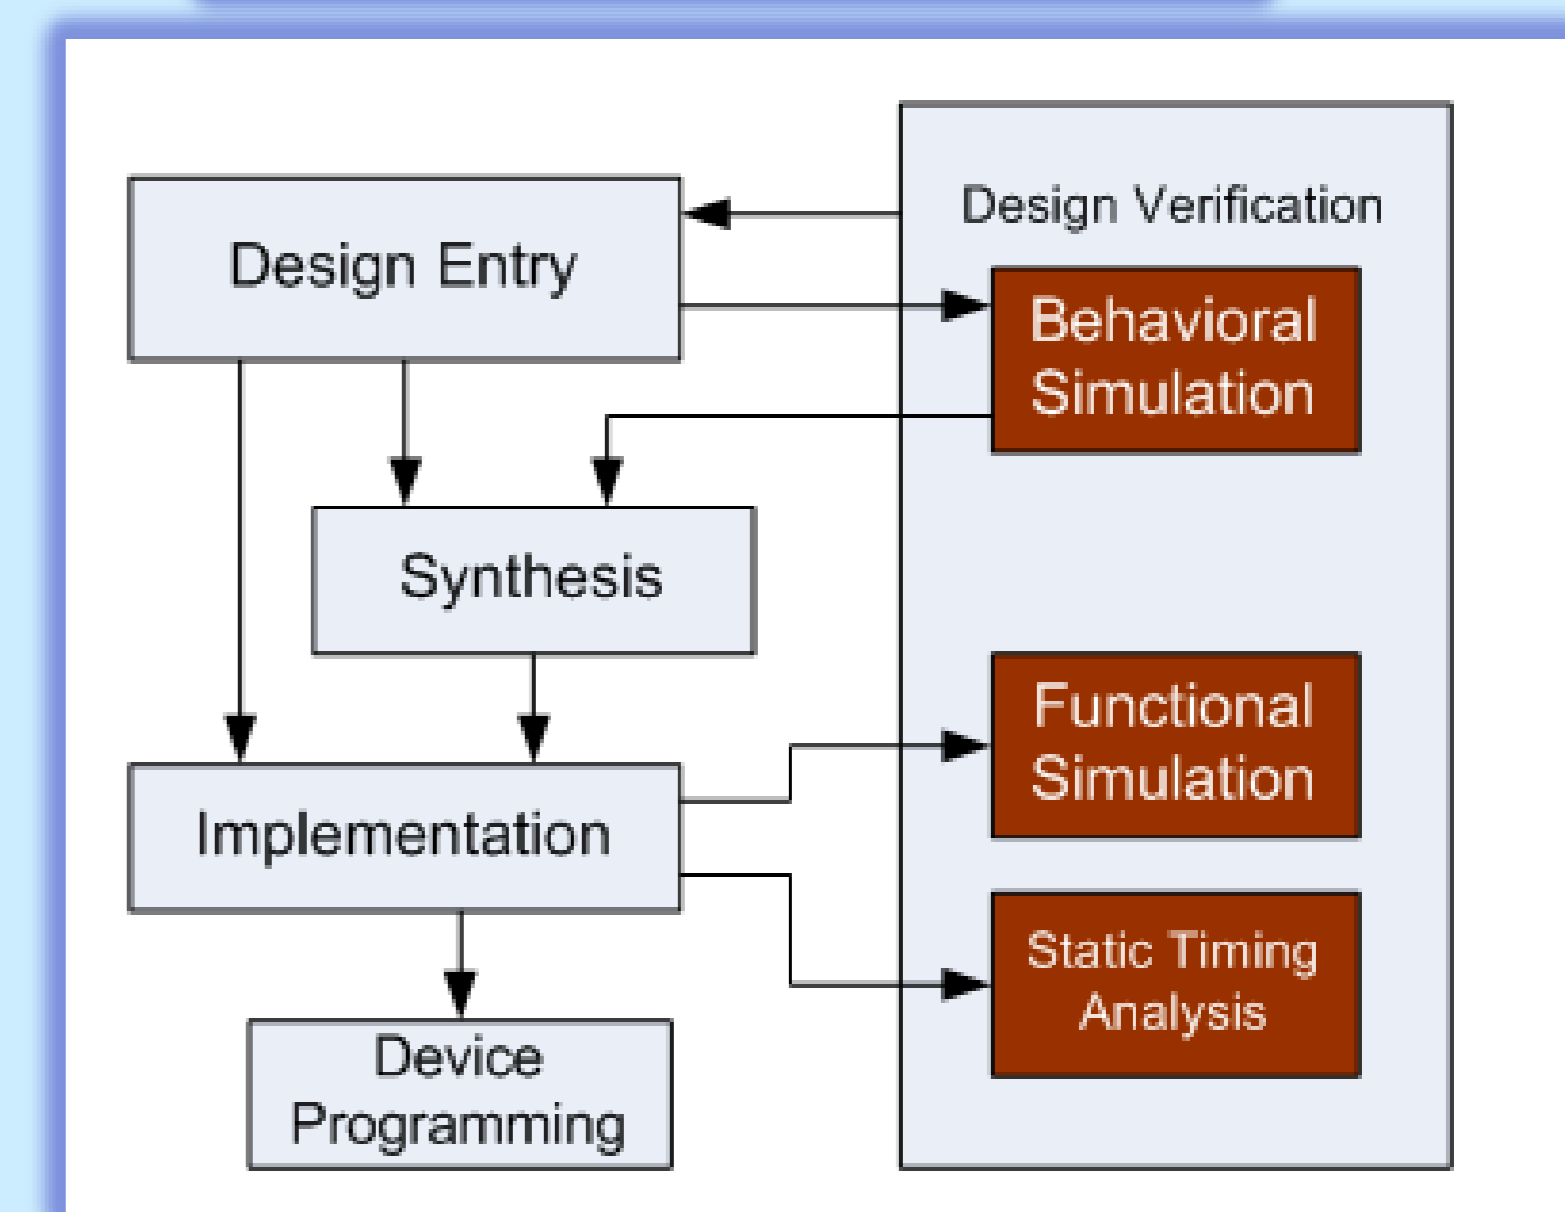 Design Entry
Design Verification
Behavioral
Simulation
Synthesis
Functional
Simulation
Implementation
Static Timing
Analysis
Device
Programming